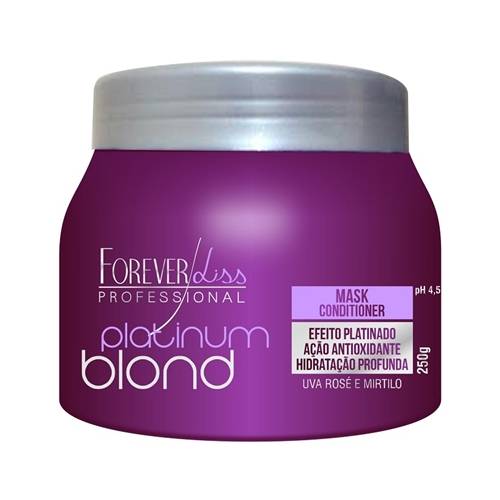 FOREVER Liss
PROFESSIONAL
platinum
blond
MASK
CONDITIONER
pH 4,5
EFEITO PLATINADO
AÇÃO ANTIOXIDANTE
HIDRATAÇÃO PROFUNDA
UVA ROSÉ E MIRTILO
250g